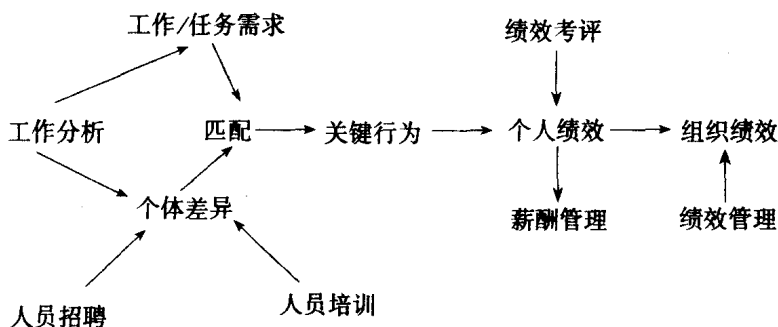 工作/任务需求
绩效考评
工作分析
匹配
关键行为
个人绩效
组织绩效
个体差异
薪酬管理
绩效管理
人员招聘
人员培训